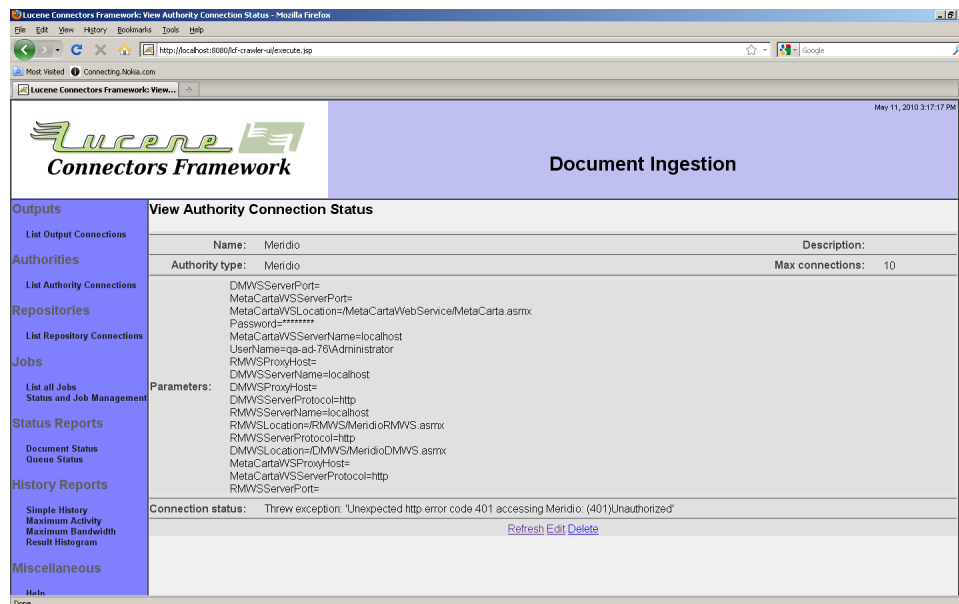 Lucene Connectors Framework: View Authority Connection Status - Mozilla Firefox
File Edit View History Bookmarks Tools Help
http://localhost:8080/lcf-crawler-ui/execute.jsp
Google
Most Visited Connecting.Nokia.com
Lucene Connectors Framework: View...
May 11, 2010 3:17:17 PM
Lucene
Connectors Framework
Document Ingestion
Outputs
List Output Connections
Authorities
List Authority Connections
Repositories
List Repository Connections
Jobs
List all Jobs
Status and Job Management
Status Reports
Document Status
Queue Status
History Reports
Simple History
Maximum Activity
Maximum Bandwidth
Result Histogram
Miscellaneous
Help
View Authority Connection Status
Name: Meridio Description:
Authority type: Meridio Max connections: 10
Parameters:
DMWSServerPort=
MetaCartaWSServerPort=
MetaCartaWSLocation=/MetaCartaWebService/MetaCarta.asmx
Password=********
MetaCartaWSServerName=localhost
UserName=qa-ad-76\Administrator
RMWSProxyHost=
DMWSServerName=localhost
DMWSProxyHost=
DMWSServerProtocol=http
RMWSServerName=localhost
RMWSLocation=/RMWS/MeridioRMWS.asmx
RMWSServerProtocol=http
DMWSLocation=/DMWS/MeridioDMWS.asmx
MetaCartaWSProxyHost=
MetaCartaWSServerProtocol=http
RMWSServerPort=
Connection status: Threw exception: 'Unexpected http error code 401 accessing Meridio: (401)Unauthorized'
Refresh Edit Delete
Done